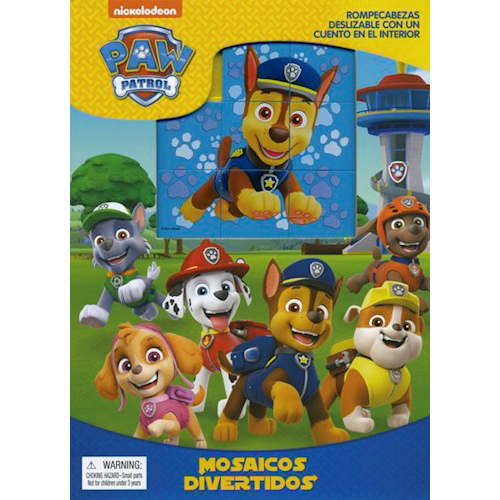 nickelodeon
ROMPECABEZAS
DESLIZABLE CON UN
CUENTO EN EL INTERIOR
PAW
PATROL
WARNING:
CHOKING HAZARD-Small parts
Not for children under 3 years
MOSAICOS
DIVERTIDOS